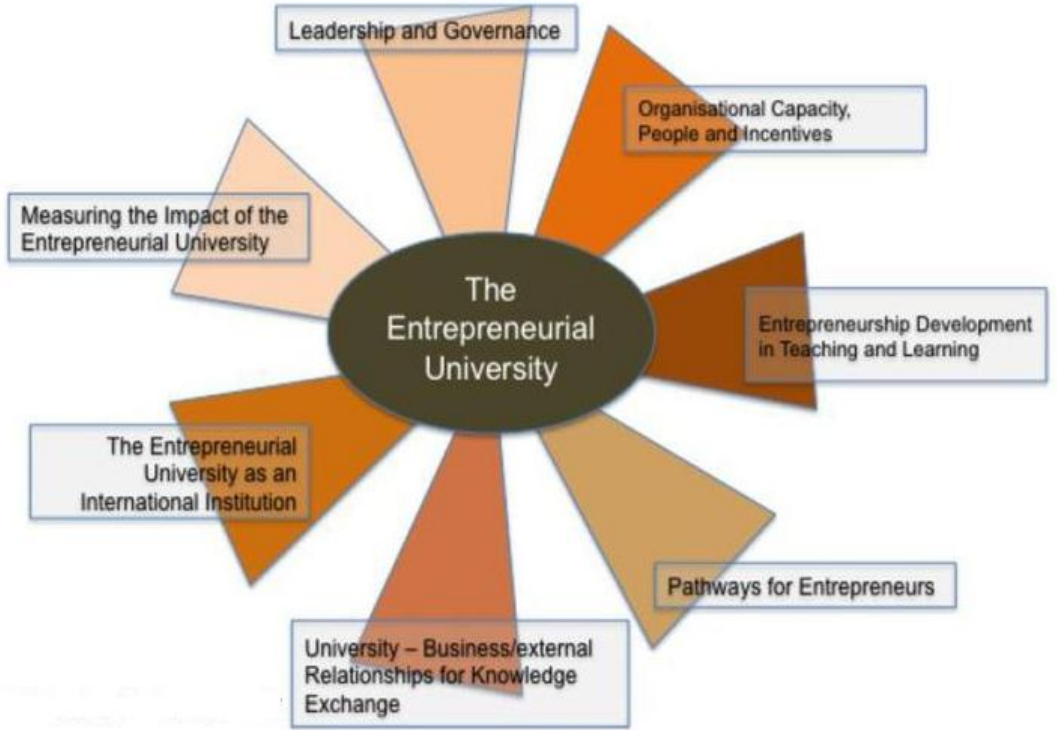 Leadership and Governance
Organisational Capacity,
People and Incentives
Measuring the Impact of the
Entrepreneurial University
The
Entrepreneurial
University
Entrepreneurship Development
in Teaching and Learning
The Entrepreneurial
University as an
International Institution
Pathways for Entrepreneurs
University – Business/external
Relationships for Knowledge
Exchange